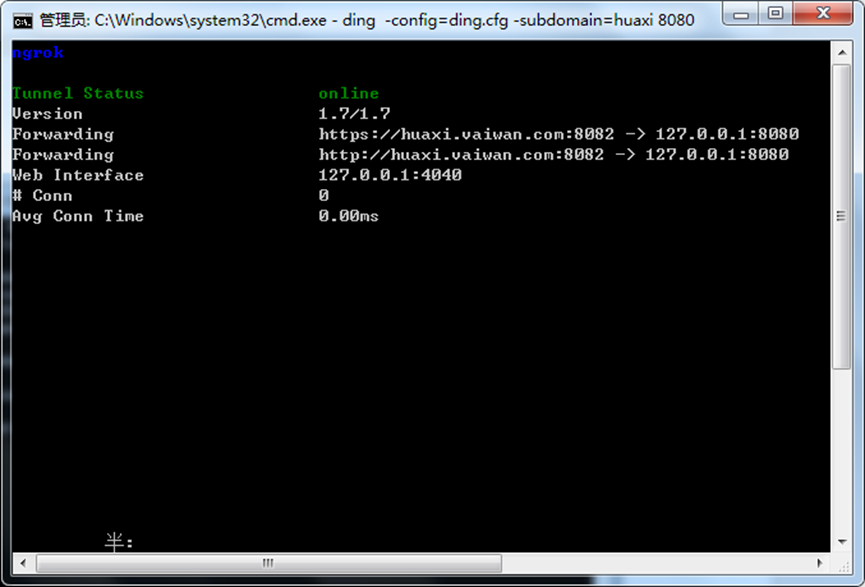 管理员: C:\Windows\system32\cmd.exe - ding  -config=ding.cfg -subdomain=huaxi 8080
ngrok
Tunnel Status online
Version 1.7/1.7
Forwarding https://huaxi.vaiwan.com:8082 -> 127.0.0.1:8080
Forwarding http://huaxi.vaiwan.com:8082 -> 127.0.0.1:8080
Web Interface 127.0.0.1:4040
# Conn 0
Avg Conn Time 0.00ms
半: